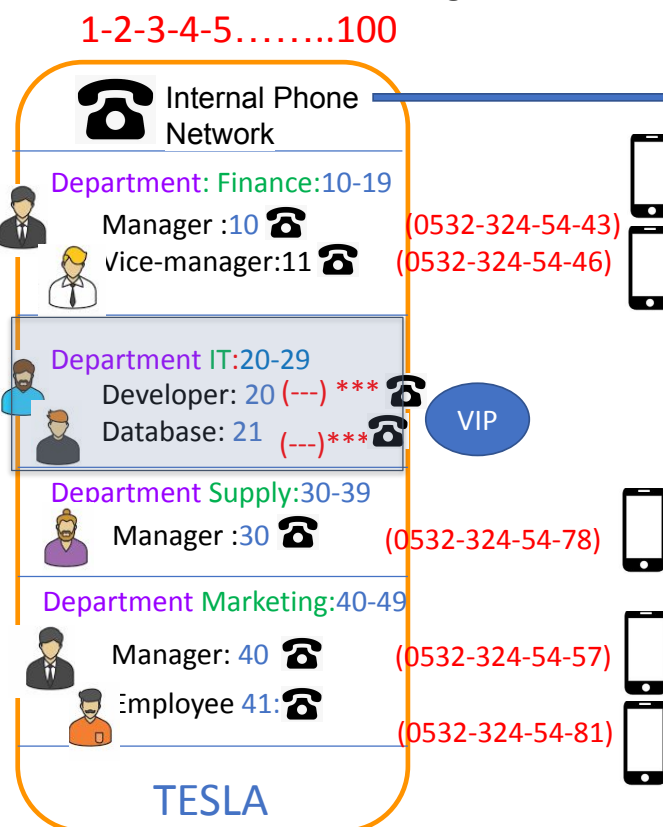 1-2-3-4-5……..100
Internal Phone
Network
Department: Finance:10-19
Manager :10
(0532-324-54-43)
Vice-manager:11
(0532-324-54-46)
Department IT:20-29
Developer: 20 (---) ***
Database: 21 (---)***
VIP
Department Supply:30-39
Manager :30
(0532-324-54-78)
Department Marketing:40-49
Manager: 40
(0532-324-54-57)
Employee 41:
(0532-324-54-81)
TESLA